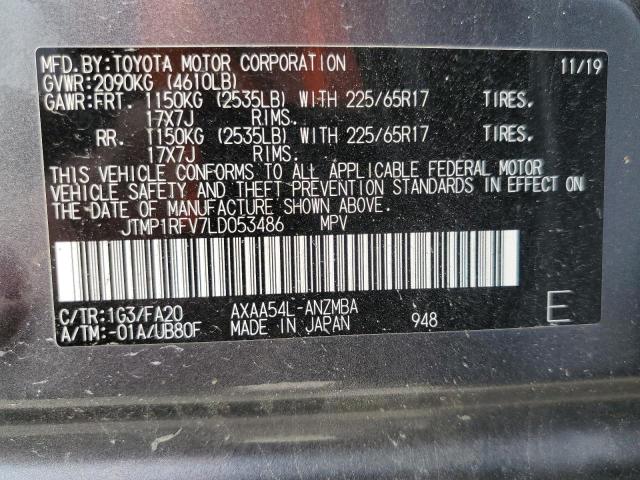 MFD.BY:TOYOTA MOTOR CORPORATION 11/19
GVWR:2090KG (4610LB)
GAWR:FRT. 1150KG (2535LB) WITH 225/65R17 TIRES.
17X7J RIMS.
RR. 1150KG (2535LB) WITH 225/65R17 TIRES.
17X7J RIMS.
THIS VEHICLE CONFORMS TO ALL APPLICABLE FEDERAL MOTOR
VEHICLE SAFETY AND THEFT PREVENTION STANDARDS IN EFFECT ON
THE DATE OF MANUFACTURE SHOWN ABOVE.
JTMP1RFV7LD053486 MPV
C/TR:1G3/FA20 AXAA54L-ANZMBA
A/TM:-01A/UB80F MADE IN JAPAN 948 E